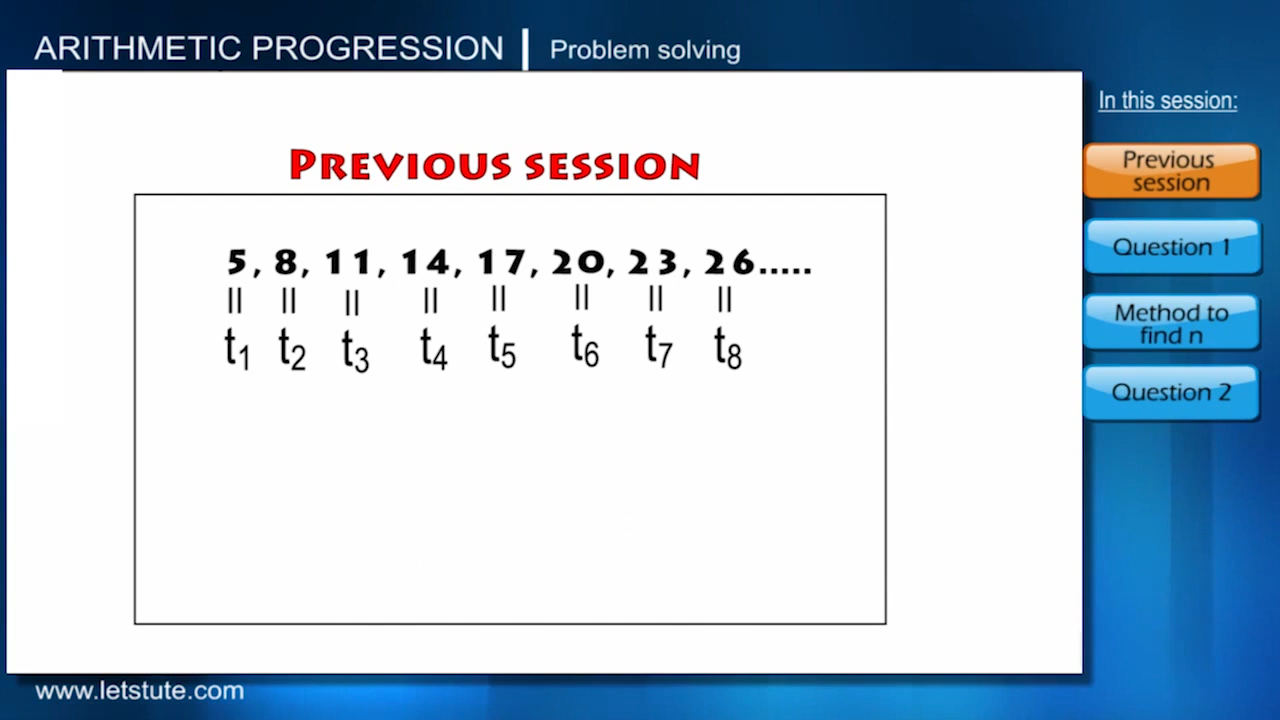 ARITHMETIC PROGRESSION | Problem solving
In this session:
PREVIOUS SESSION
Previous
session
5, 8, 11, 14, 17, 20, 23, 26.....
= = = = = = = =
t1 t2 t3 t4 t5 t6 t7 t8
Question 1
Method to
find n
Question 2
www.letstute.com